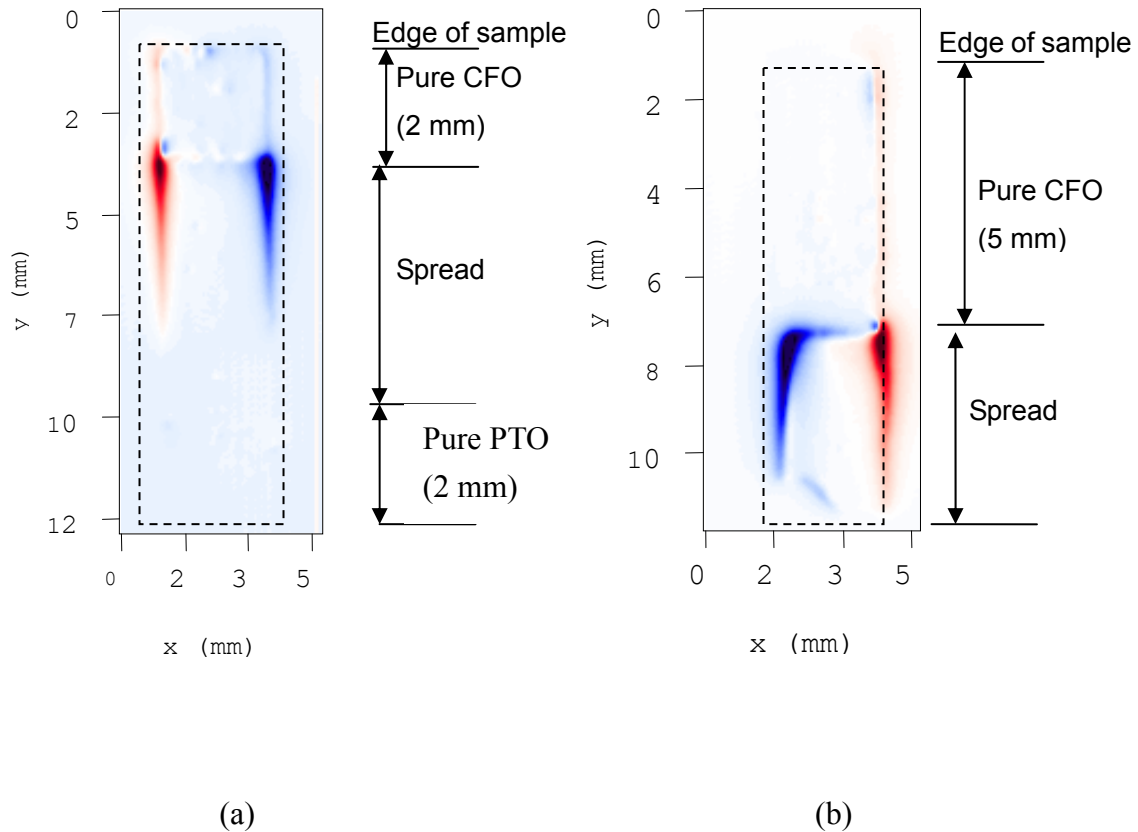 0
2
5
7
10
12
y (mm)
0 2 3 5
x (mm)
Edge of sample
Pure CFO
(2 mm)
Spread
Pure PTO
(2 mm)
(a)
0
2
4
6
8
10
y (mm)
0 2 3 5
x (mm)
Edge of sample
Pure CFO
(5 mm)
Spread
(b)